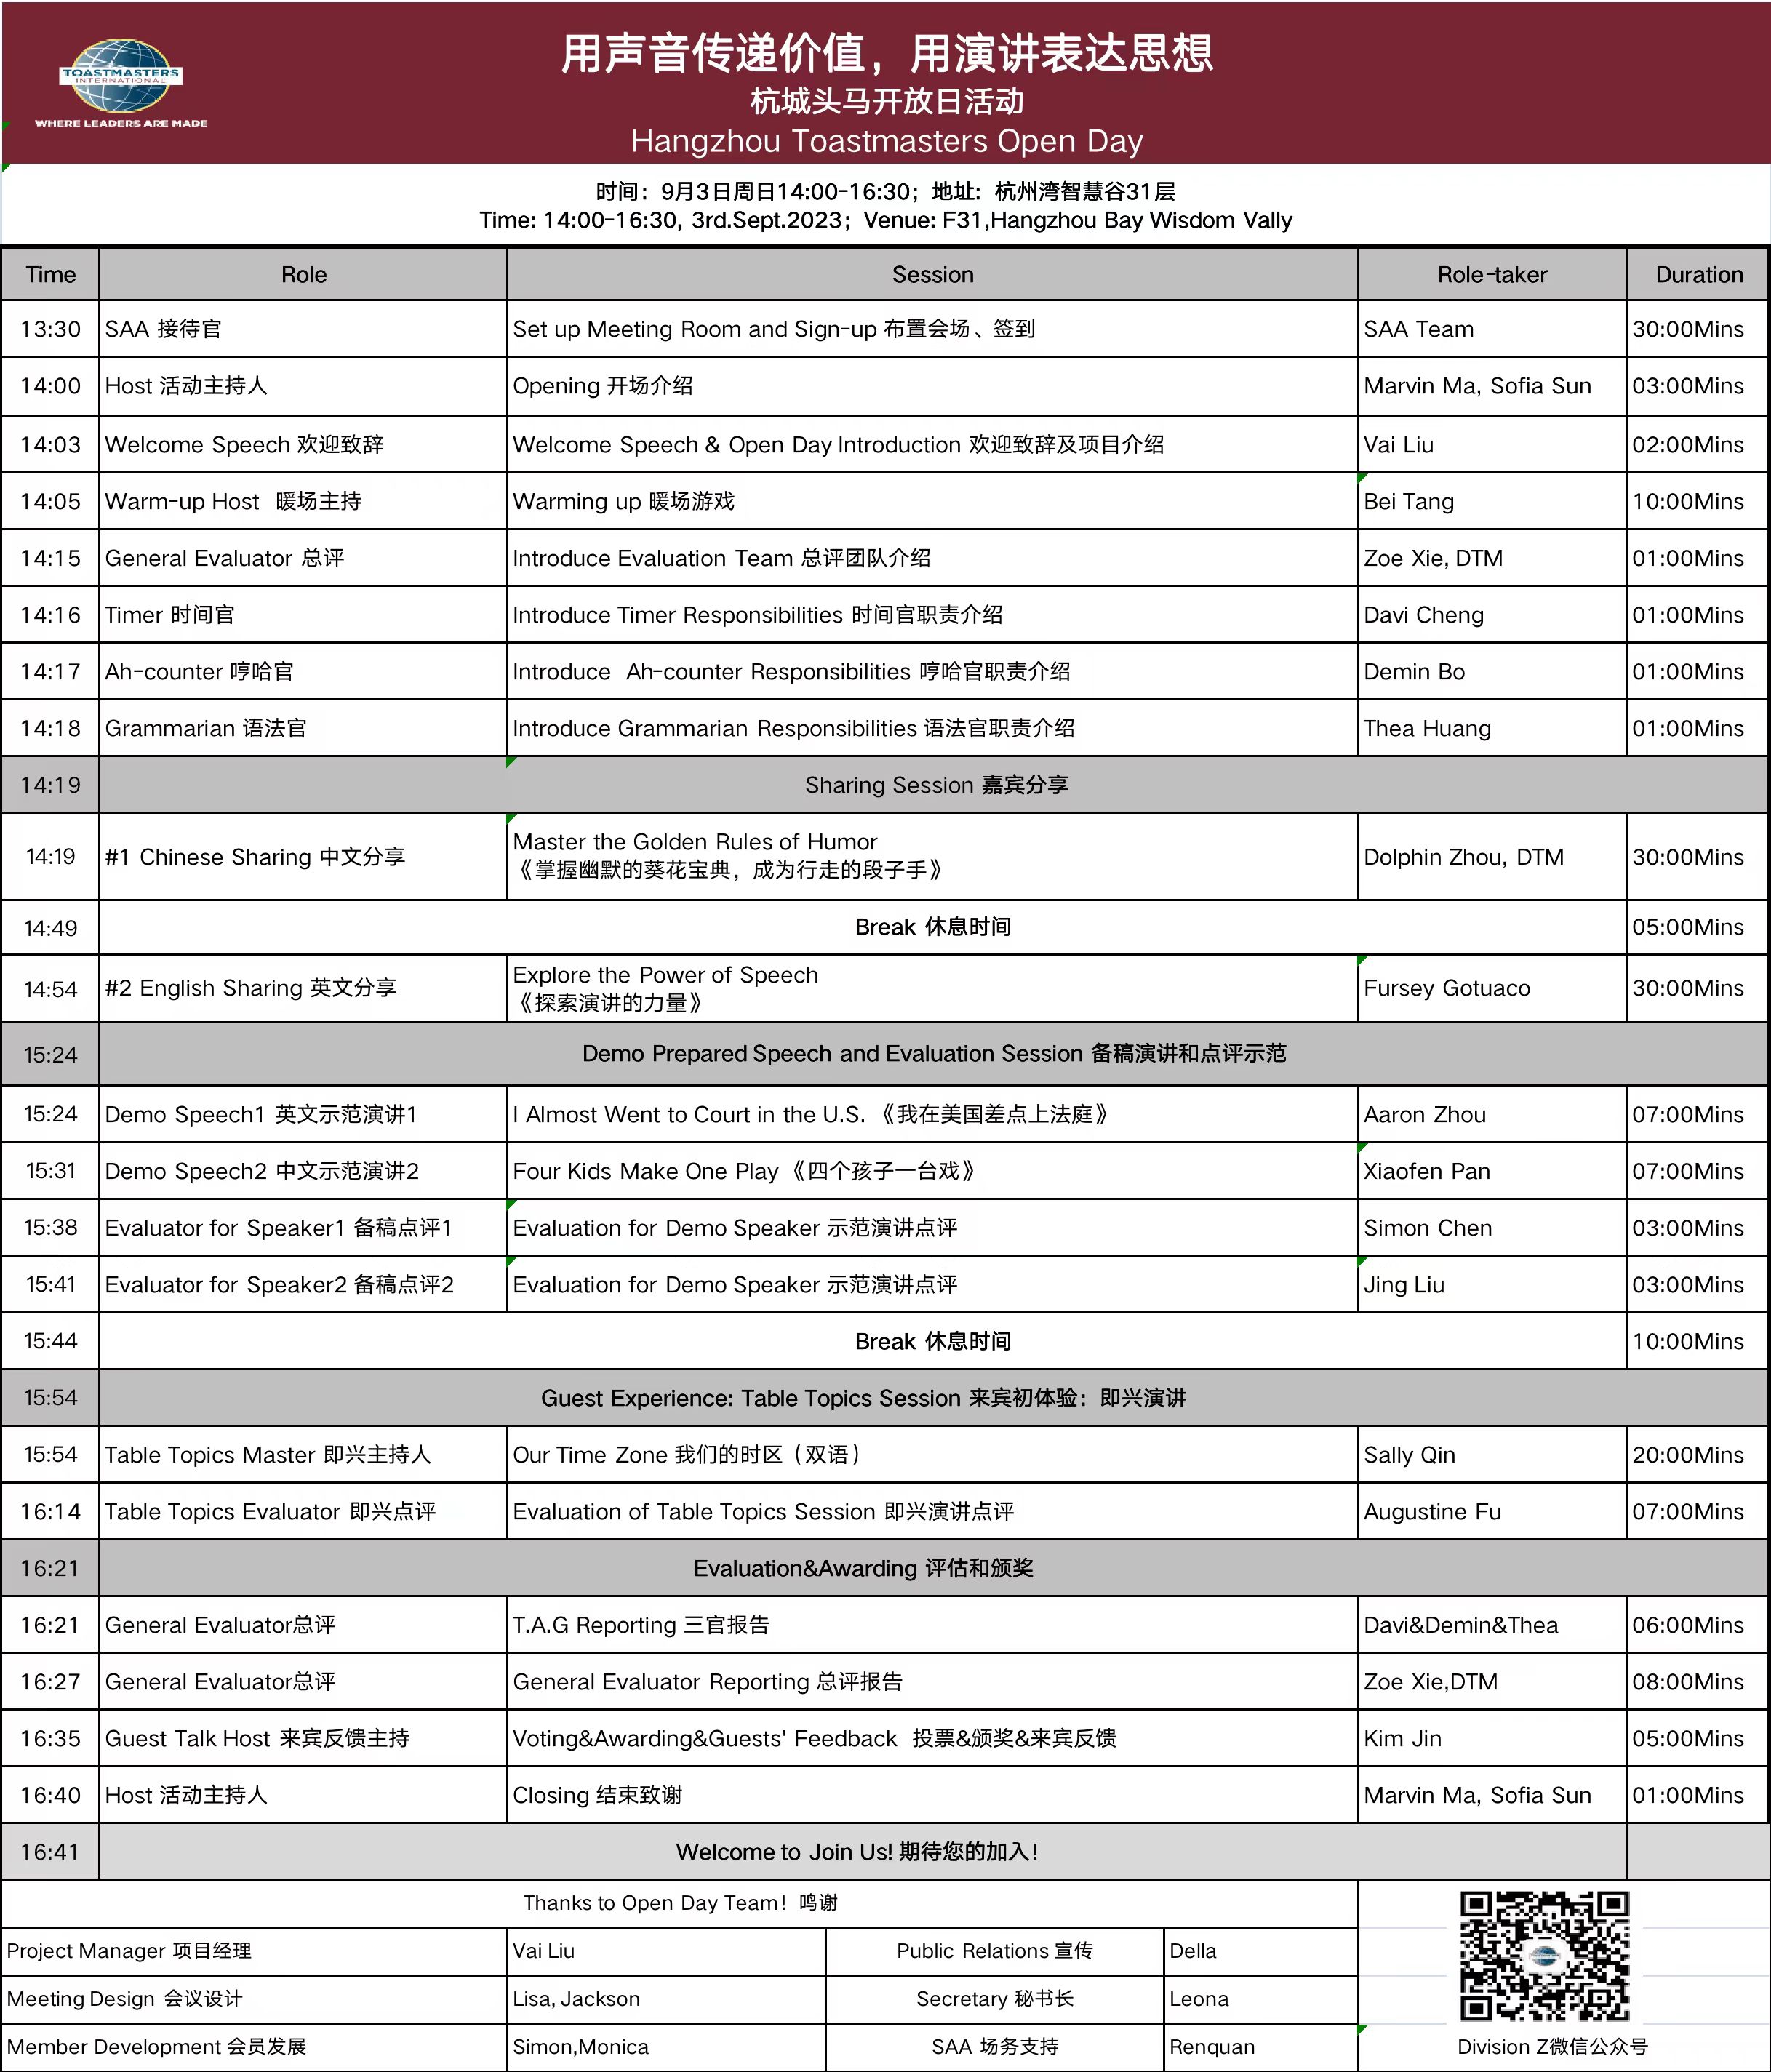 TOASTMASTERS
INTERNATIONAL
WHERE LEADERS ARE MADE
用声音传递价值，用演讲表达思想
杭城头马开放日活动
Hangzhou Toastmasters Open Day
时间：9月3日周日14:00-16:30；地址：杭州湾智慧谷31层
Time: 14:00-16:30, 3rd.Sept.2023；Venue: F31,Hangzhou Bay Wisdom Vally
Time Role Session Role-taker Duration
13:30 SAA 接待官 Set up Meeting Room and Sign-up 布置会场、签到 SAA Team 30:00Mins
14:00 Host 活动主持人 Opening 开场介绍 Marvin Ma, Sofia Sun 03:00Mins
14:03 Welcome Speech 欢迎致辞 Welcome Speech & Open Day Introduction 欢迎致辞及项目介绍 Vai Liu 02:00Mins
14:05 Warm-up Host 暖场主持 Warming up 暖场游戏 Bei Tang 10:00Mins
14:15 General Evaluator 总评 Introduce Evaluation Team 总评团队介绍 Zoe Xie, DTM 01:00Mins
14:16 Timer 时间官 Introduce Timer Responsibilities 时间官职责介绍 Davi Cheng 01:00Mins
14:17 Ah-counter 哼哈官 Introduce Ah-counter Responsibilities 哼哈官职责介绍 Demin Bo 01:00Mins
14:18 Grammarian 语法官 Introduce Grammarian Responsibilities 语法官职责介绍 Thea Huang 01:00Mins
14:19 Sharing Session 嘉宾分享
14:19 #1 Chinese Sharing 中文分享 Master the Golden Rules of Humor
《掌握幽默的葵花宝典，成为行走的段子手》 Dolphin Zhou, DTM 30:00Mins
14:49 Break 休息时间 05:00Mins
14:54 #2 English Sharing 英文分享 Explore the Power of Speech
《探索演讲的力量》 Fursey Gotuaco 30:00Mins
15:24 Demo Prepared Speech and Evaluation Session 备稿演讲和点评示范
15:24 Demo Speech1 英文示范演讲1 I Almost Went to Court in the U.S. 《我在美国差点上法庭》 Aaron Zhou 07:00Mins
15:31 Demo Speech2 中文示范演讲2 Four Kids Make One Play 《四个孩子一台戏》 Xiaofen Pan 07:00Mins
15:38 Evaluator for Speaker1 备稿点评1 Evaluation for Demo Speaker 示范演讲点评 Simon Chen 03:00Mins
15:41 Evaluator for Speaker2 备稿点评2 Evaluation for Demo Speaker 示范演讲点评 Jing Liu 03:00Mins
15:44 Break 休息时间 10:00Mins
15:54 Guest Experience: Table Topics Session 来宾初体验：即兴演讲
15:54 Table Topics Master 即兴主持人 Our Time Zone 我们的时区（双语） Sally Qin 20:00Mins
16:14 Table Topics Evaluator 即兴点评 Evaluation of Table Topics Session 即兴演讲点评 Augustine Fu 07:00Mins
16:21 Evaluation&Awarding 评估和颁奖
16:21 General Evaluator总评 T.A.G Reporting 三官报告 Davi&Demin&Thea 06:00Mins
16:27 General Evaluator总评 General Evaluator Reporting 总评报告 Zoe Xie,DTM 08:00Mins
16:35 Guest Talk Host 来宾反馈主持 Voting&Awarding&Guests' Feedback 投票&颁奖&来宾反馈 Kim Jin 05:00Mins
16:40 Host 活动主持人 Closing 结束致谢 Marvin Ma, Sofia Sun 01:00Mins
16:41 Welcome to Join Us! 期待您的加入！
Thanks to Open Day Team！鸣谢
Project Manager 项目经理 Vai Liu Public Relations 宣传 Della
Meeting Design 会议设计 Lisa, Jackson Secretary 秘书长 Leona
Member Development 会员发展 Simon,Monica SAA 场务支持 Renquan
Division Z微信公众号